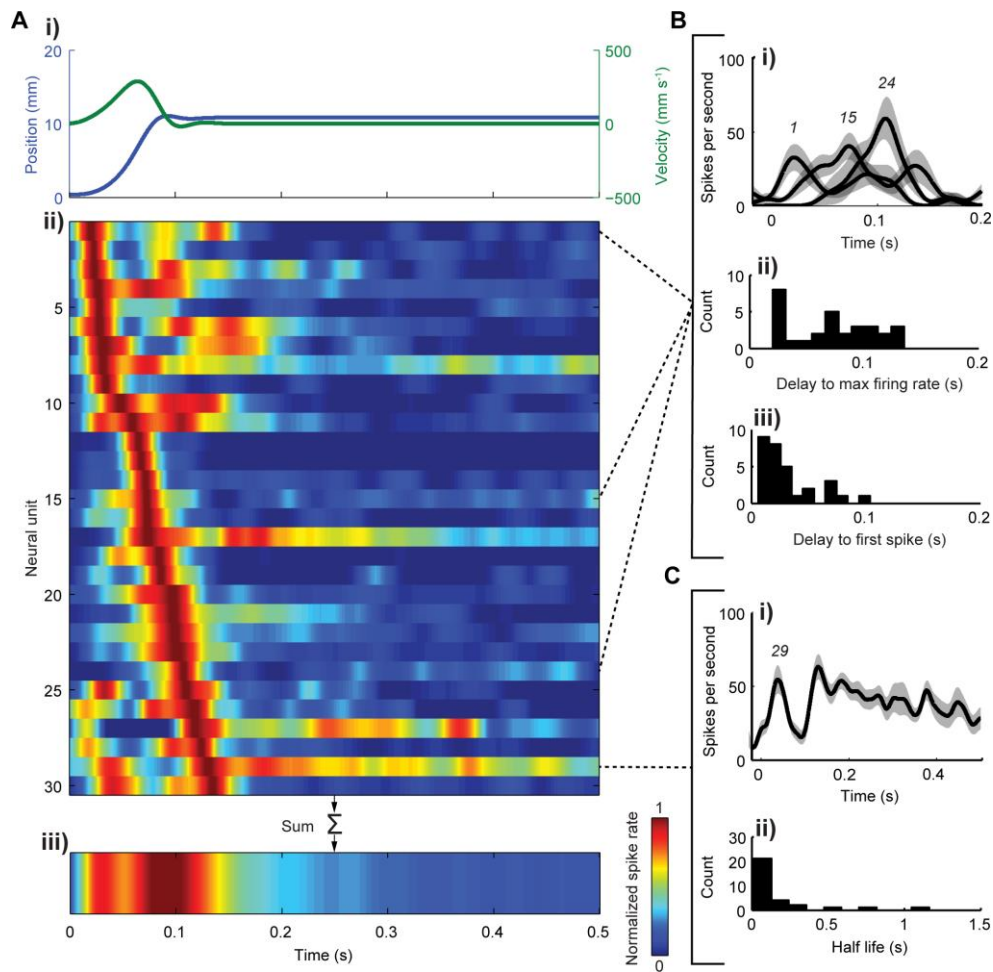 A
i)
20
10
0
Position (mm)
500
0
−500
Velocity (mm s⁻¹)
ii)
5
10
15
20
25
30
Neural unit
Sum Σ
iii)
0 0.1 0.2 0.3 0.4 0.5
Time (s)
1
0
Normalized spike rate
B
i)
100
50
0
Spikes per second
1 15 24
0 0.1 0.2
Time (s)
ii)
10
5
0
Count
0 0.1 0.2
Delay to max firing rate (s)
iii)
10
5
0
Count
0 0.1 0.2
Delay to first spike (s)
C
i)
100
50
0
Spikes per second
29
0 0.2 0.4
Time (s)
ii)
30
20
10
0
Count
0 0.5 1 1.5
Half life (s)